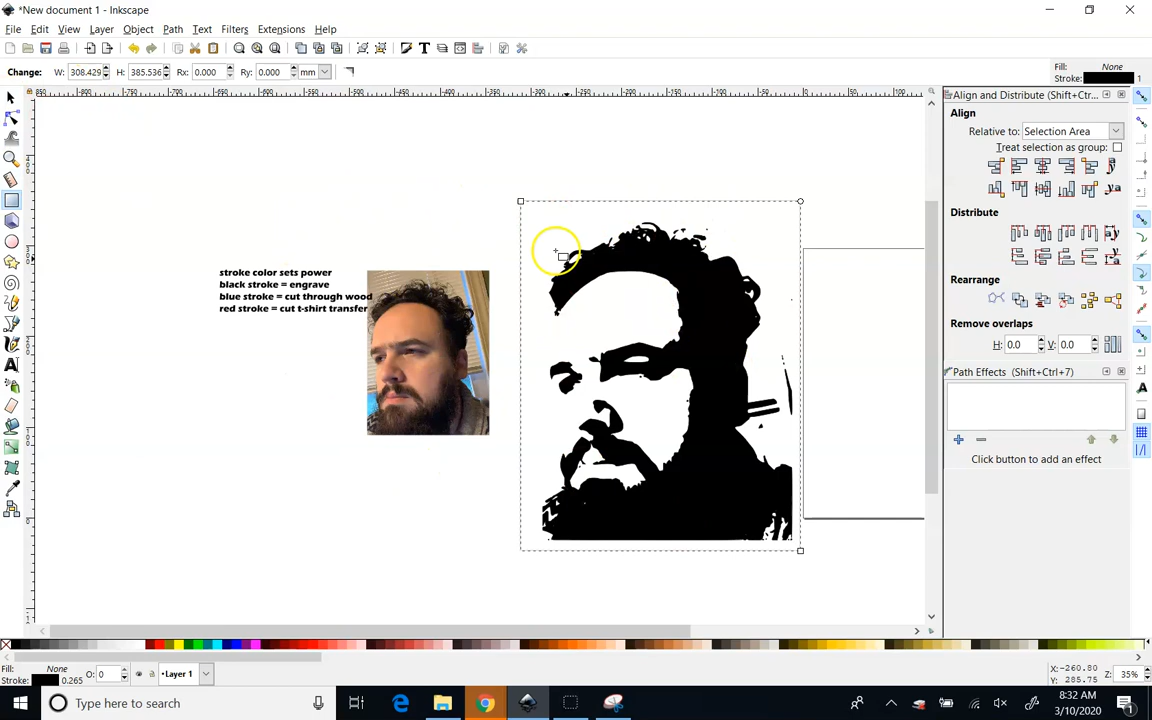 *New document 1 - Inkscape
File Edit View Layer Object Path Text Filters Extensions Help
Change: W: 308.429 H: 385.536 Rx: 0.000 Ry: 0.000 mm
Fill: None
Stroke: 1
Align and Distribute (Shift+Ctr...
Align
Relative to: Selection Area
Treat selection as group:
Distribute
Rearrange
Remove overlaps
H: 0.0 V: 0.0
Path Effects (Shift+Ctrl+7)
Click button to add an effect
stroke color sets power
black stroke = engrave
blue stroke = cut through wood
red stroke = cut t-shirt transfer
Fill: None
Stroke: 0.265
O: 0
•Layer 1
X: -260.80
Y: 285.75
Z: 35%
Type here to search
8:32 AM
3/10/2020